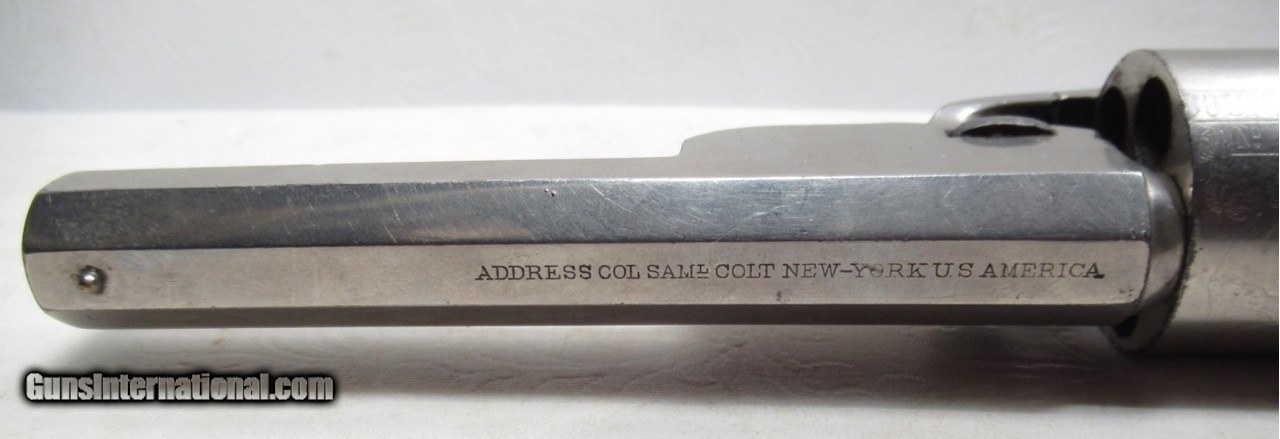 ADDRESS COL SAML COLT NEW-YORK U S AMERICA
GunsInternational.com